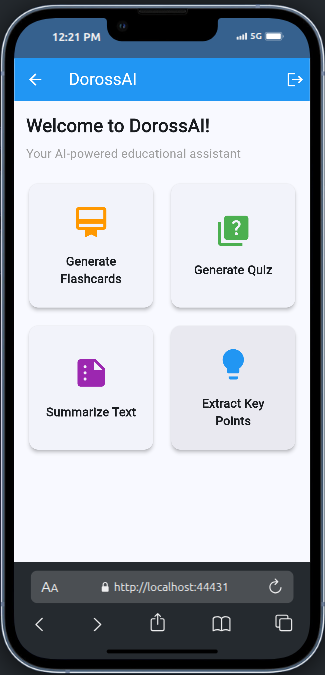 12:21 PM
5G
DorossAI
Welcome to DorossAI!
Your AI-powered educational assistant
Generate
Flashcards
Generate Quiz
Summarize Text
Extract Key
Points
AA
http://localhost:44431